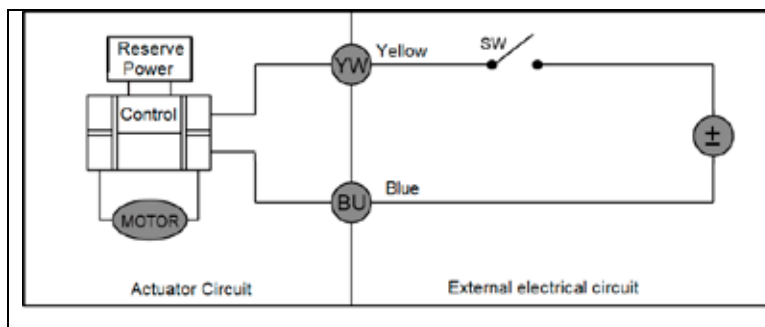 Reserve
Power
Control
MOTOR
YW
Yellow
SW
±
BU
Blue
Actuator Circuit
External electrical circuit